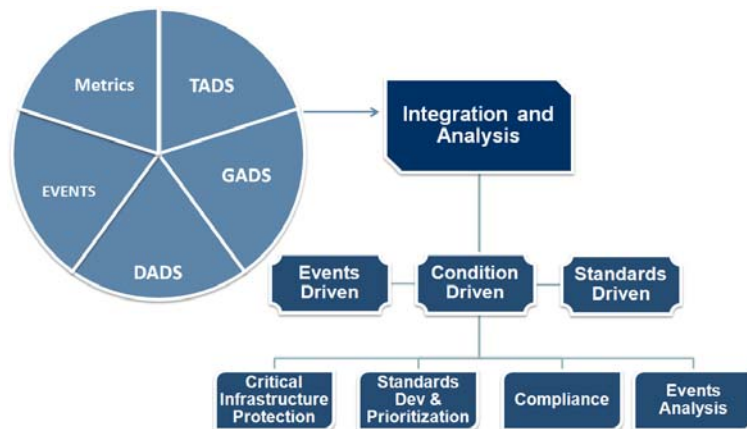 Metrics
TADS
EVENTS
GADS
DADS
Integration and
Analysis
Events
Driven
Condition
Driven
Standards
Driven
Critical
Infrastructure
Protection
Standards
Dev &
Prioritization
Compliance
Events
Analysis